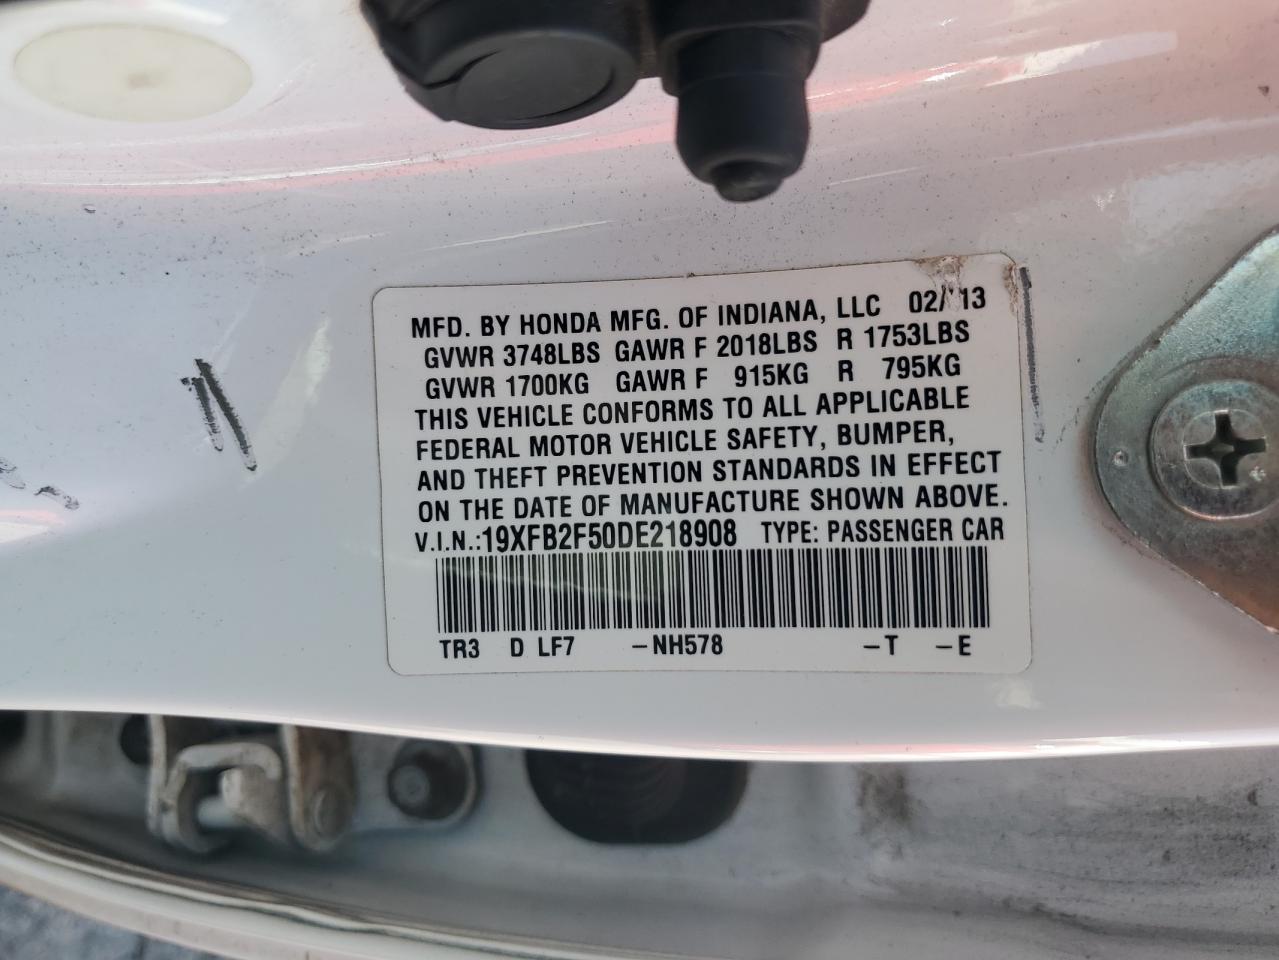 MFD. BY HONDA MFG. OF INDIANA, LLC 02/13
GVWR 3748LBS GAWR F 2018LBS R 1753LBS
GVWR 1700KG GAWR F 915KG R 795KG
THIS VEHICLE CONFORMS TO ALL APPLICABLE
FEDERAL MOTOR VEHICLE SAFETY, BUMPER,
AND THEFT PREVENTION STANDARDS IN EFFECT
ON THE DATE OF MANUFACTURE SHOWN ABOVE.
V.I.N.:19XFB2F50DE218908 TYPE: PASSENGER CAR
TR3 D LF7 –NH578 –T –E